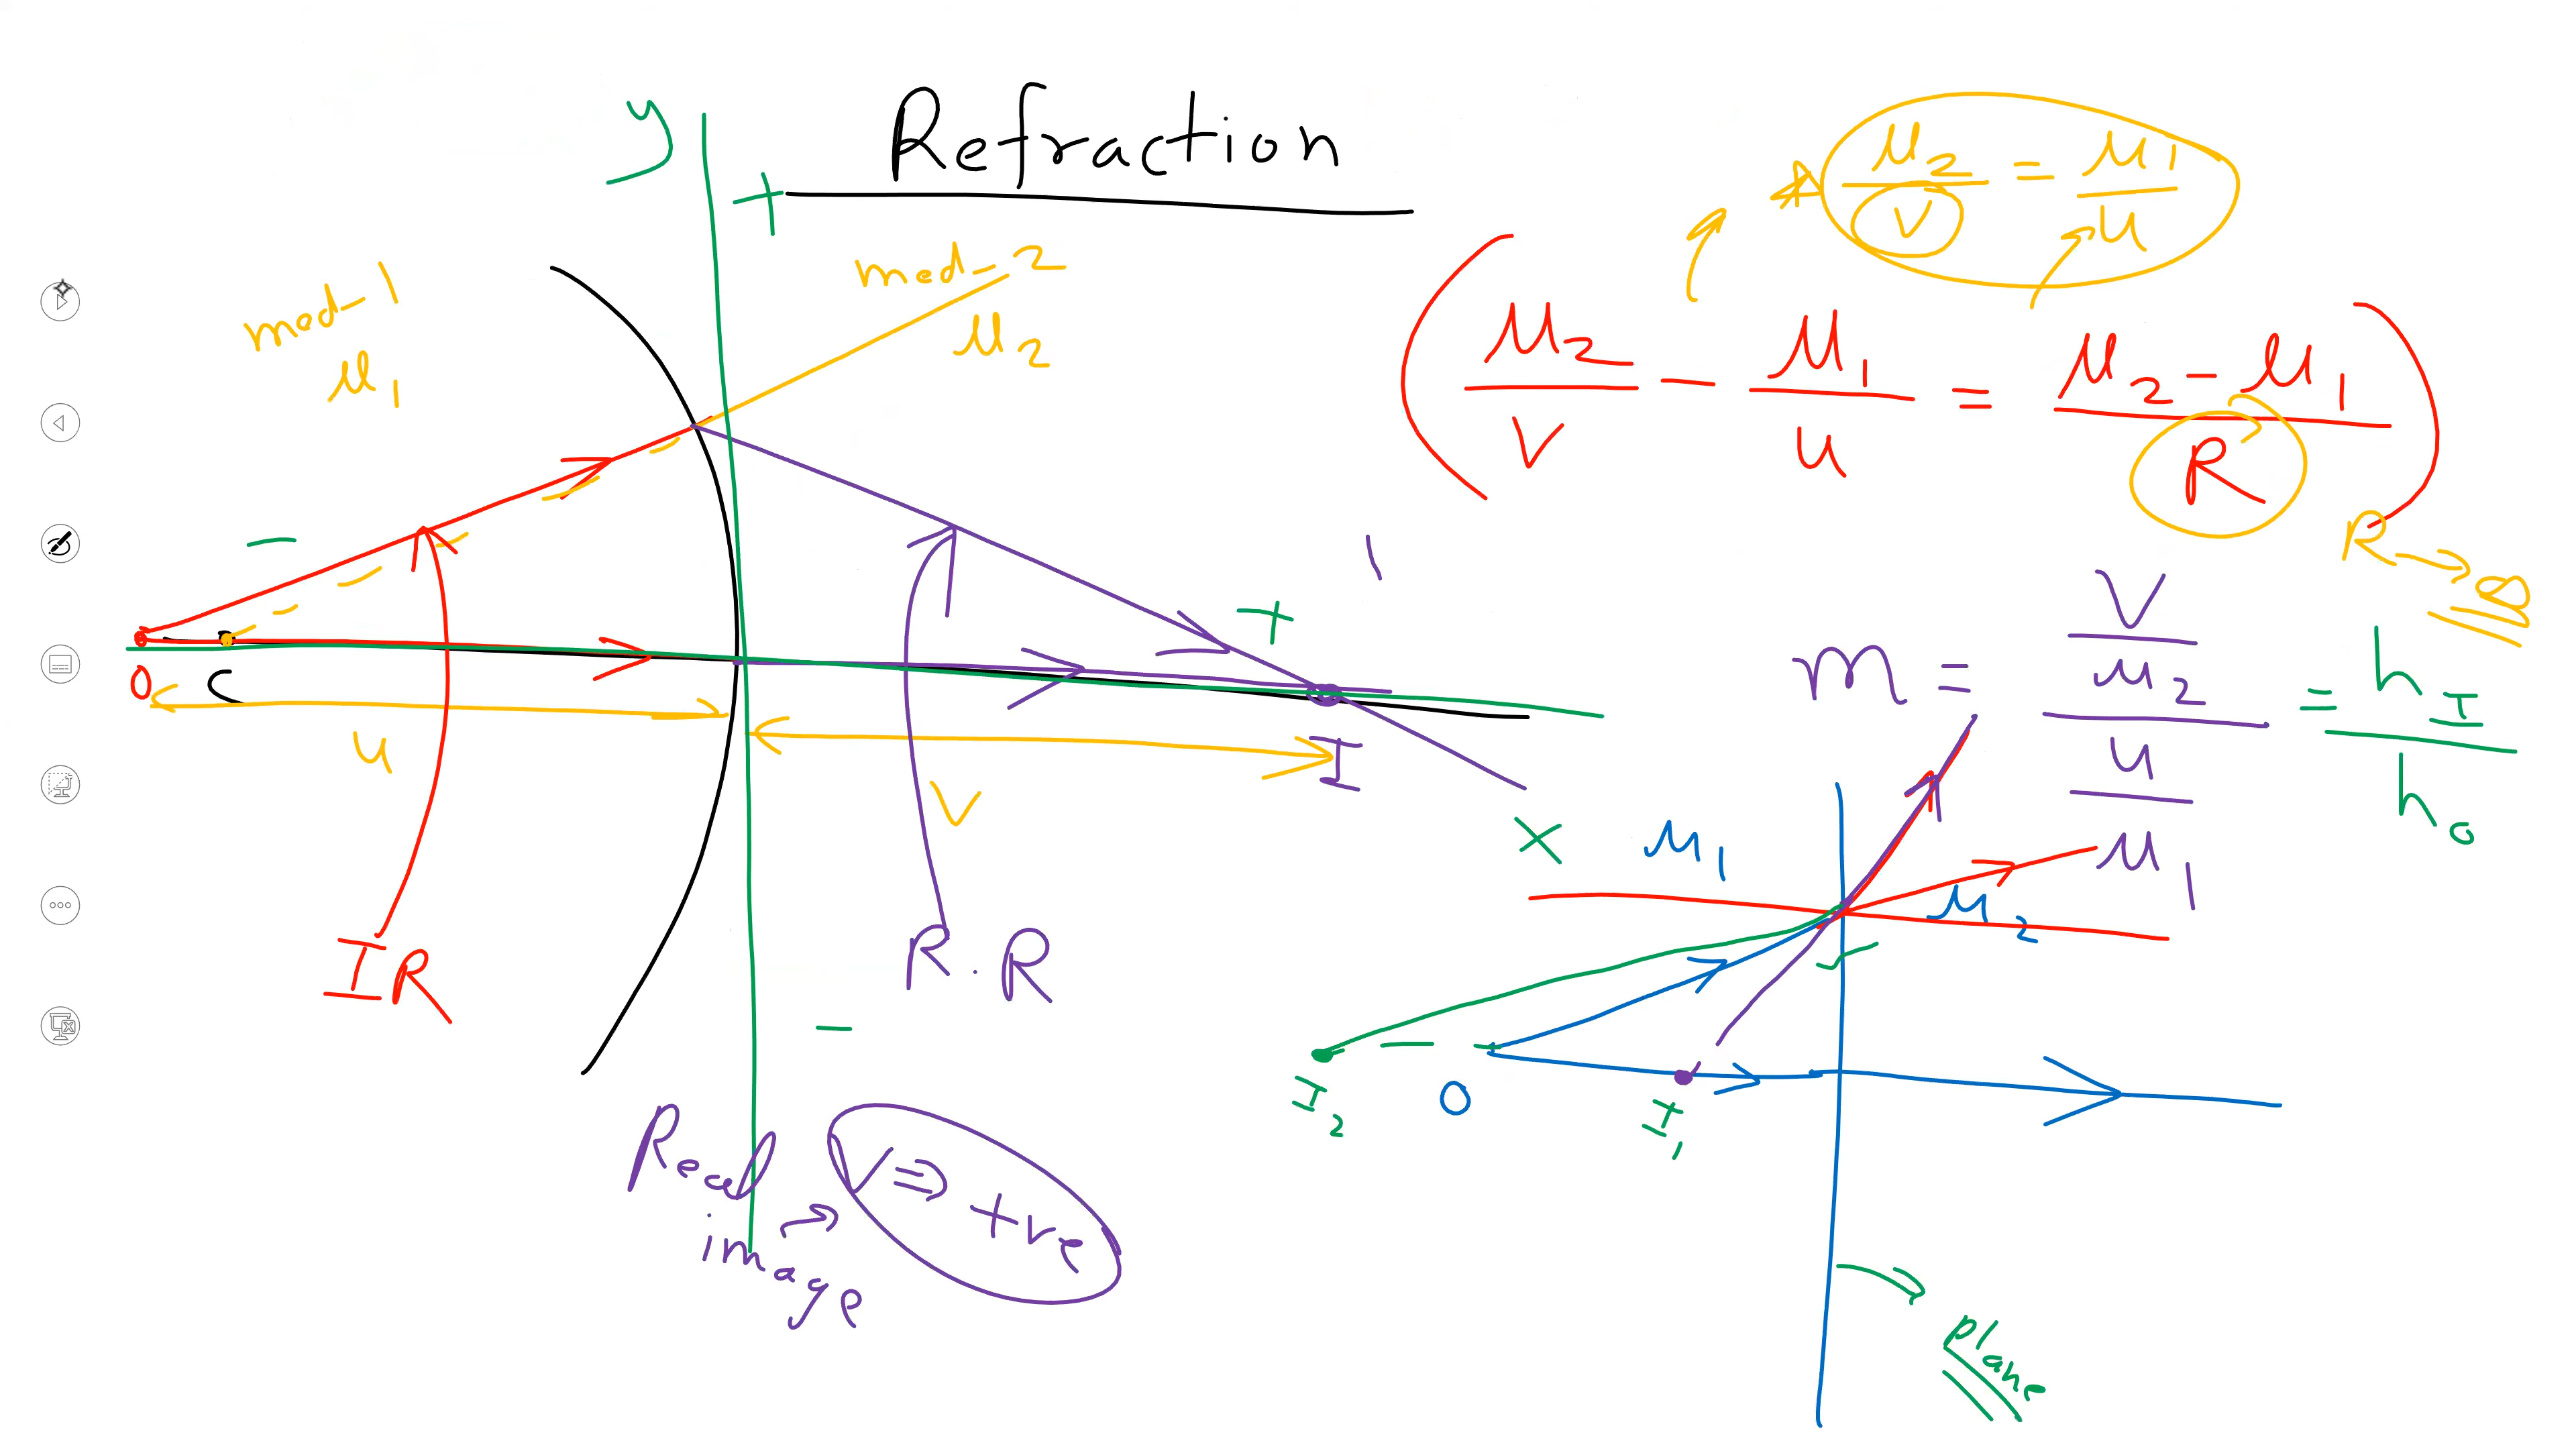 Refraction
y
+
med-1
μ1
med-2
μ2
μ2/V = μ1/u
μ2/V - μ1/u = (μ2 - μ1)/R
R → ∞
-
+
O
C
u
V
I
x
IR
R.R
-
m = (V/μ2)/(u/μ1) = hI/hO
Real image → V ⇒ +ve
μ1
μ2
I2
O
I1
plane